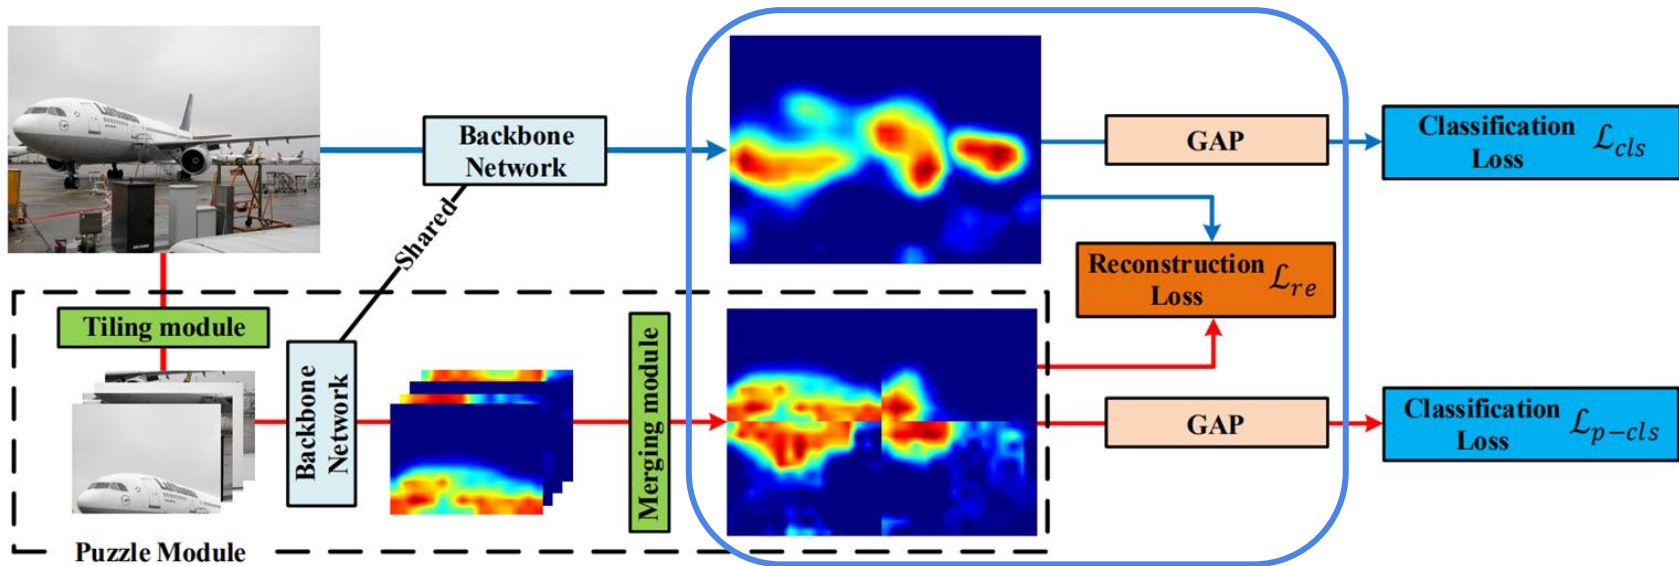 Backbone
Network
GAP
Classification
Loss
ℒcls
Shared
Reconstruction
Loss
ℒre
Tiling module
Backbone
Network
Merging module
GAP
Classification
Loss
ℒp−cls
Puzzle Module
Lufthansa